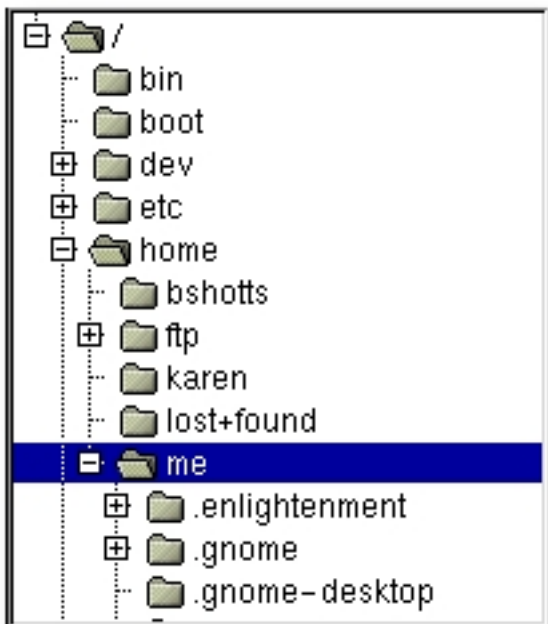 /
bin
boot
dev
etc
home
bshotts
ftp
karen
lost+found
me
.enlightenment
.gnome
.gnome-desktop